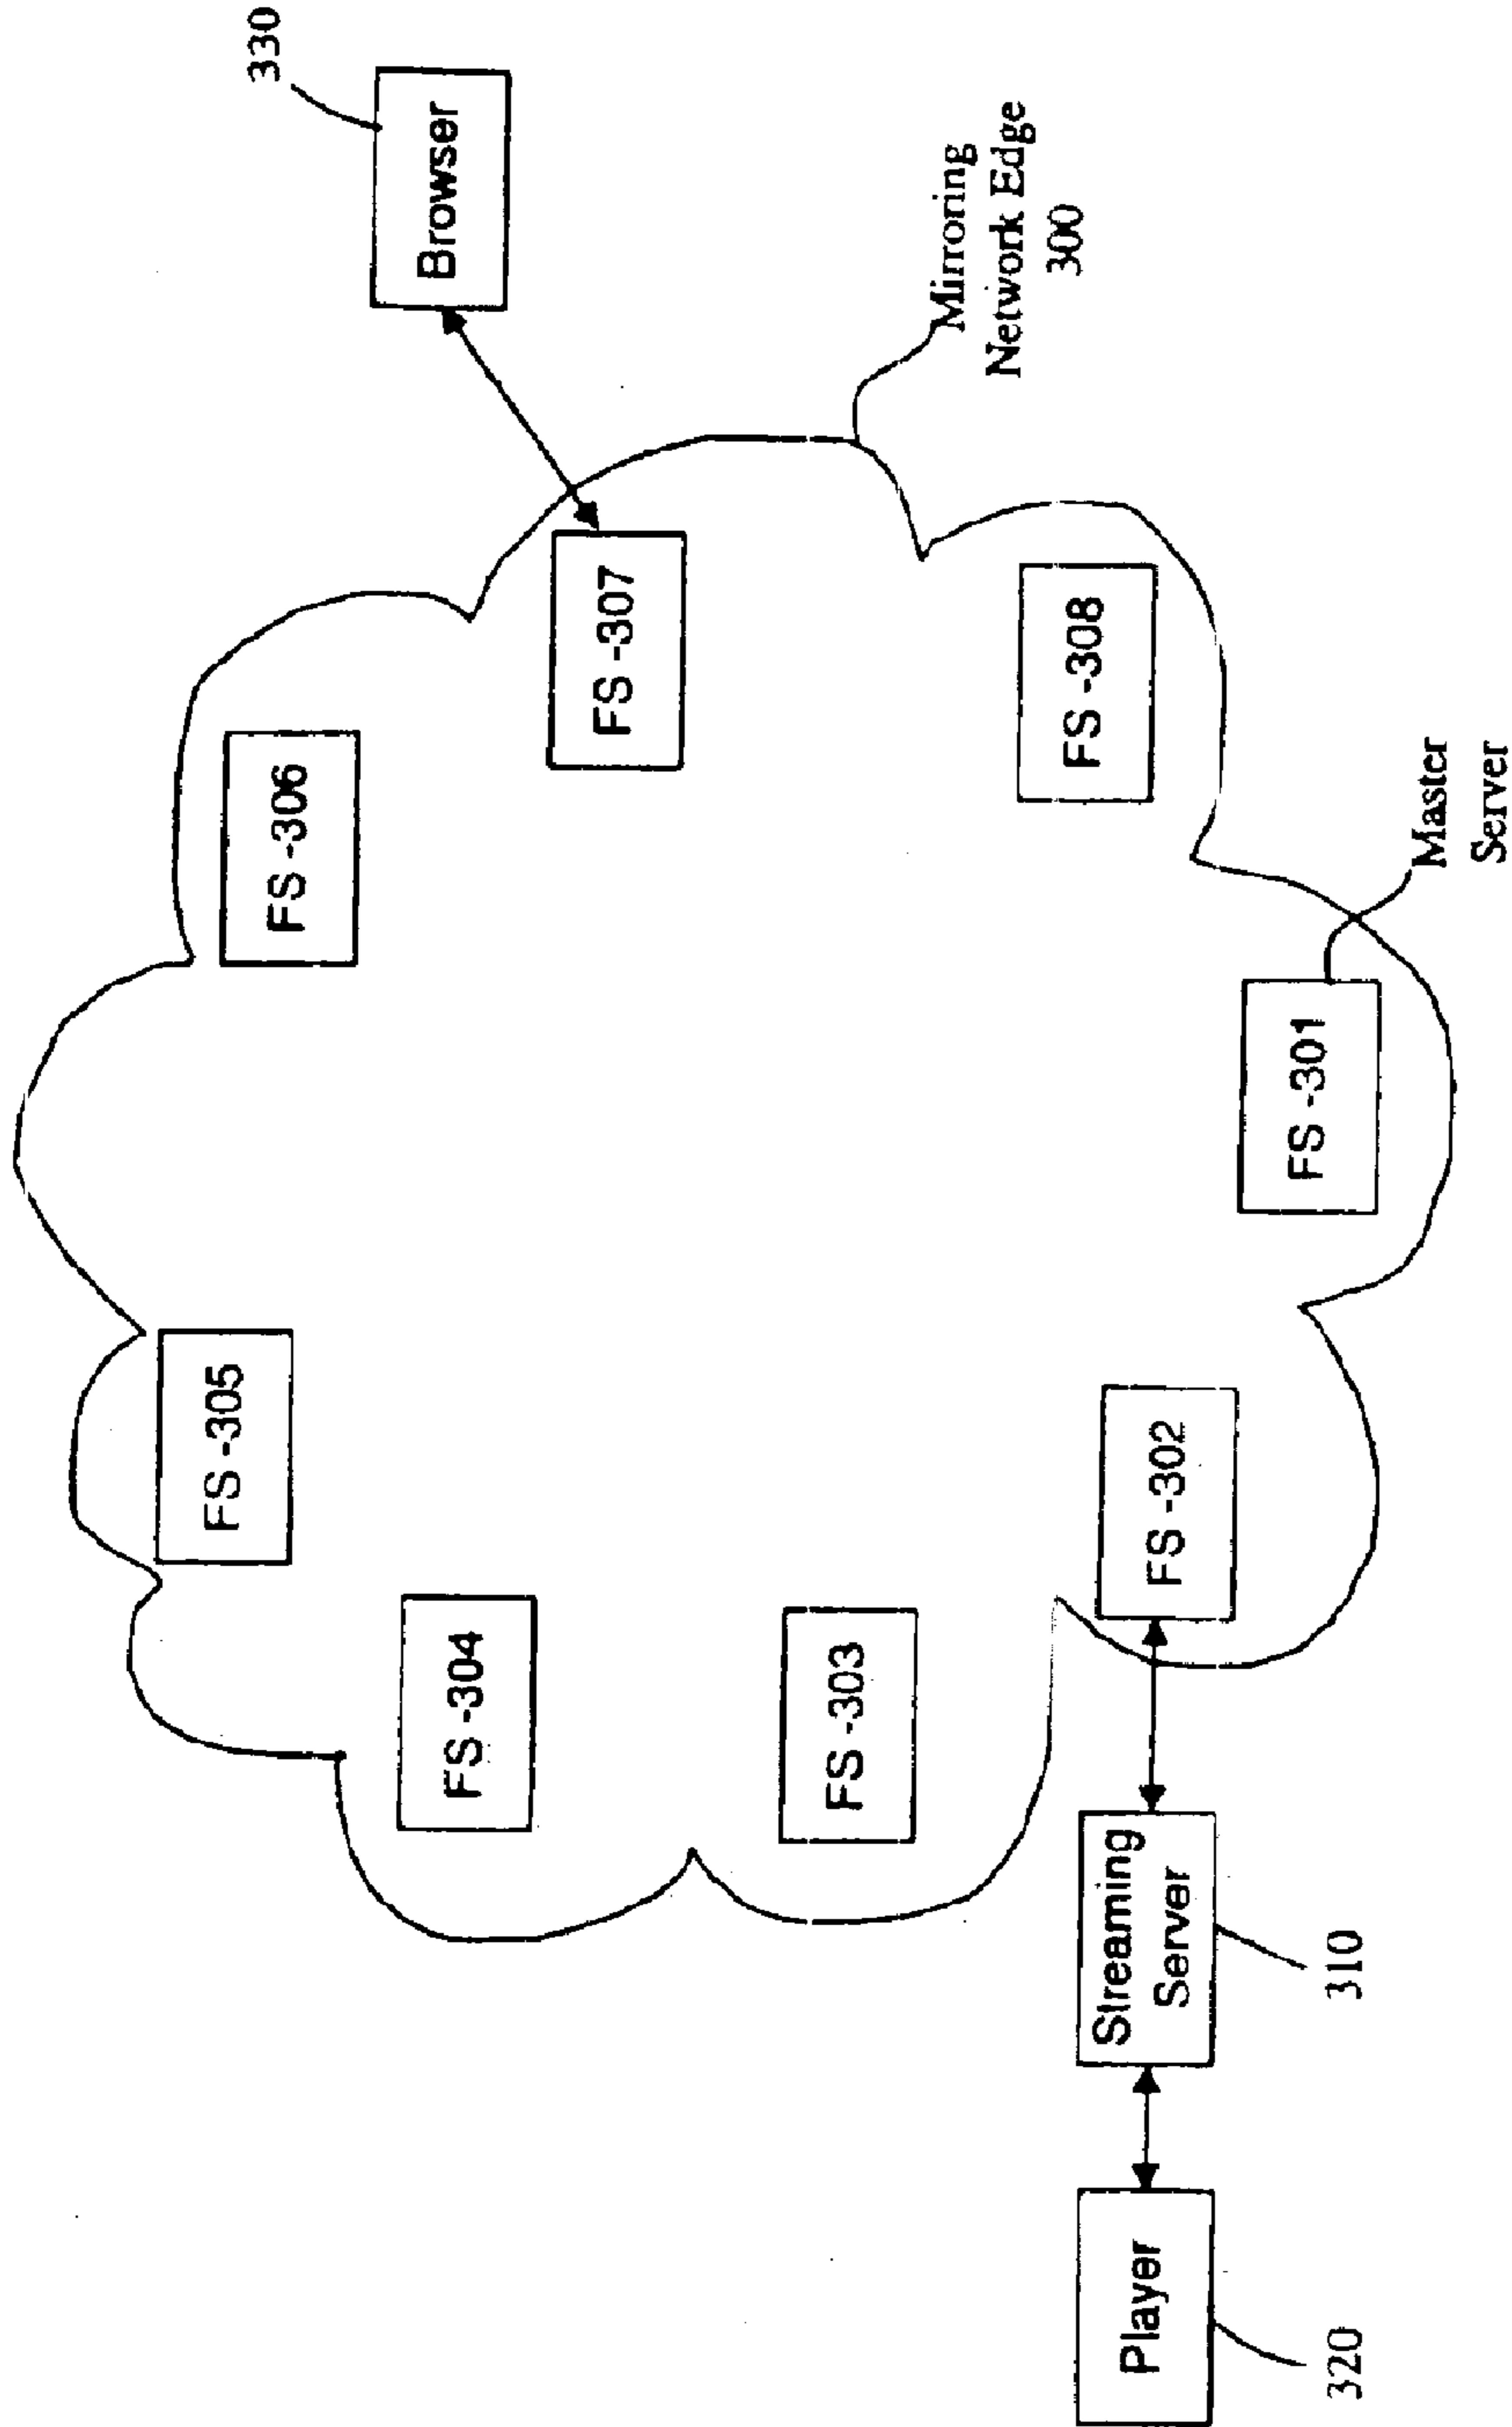 330
Browser
Mirroring
Network Edge
300
FS -306
FS -307
FS -308
Master
Server
FS -301
FS -305
FS -302
FS -304
FS -303
Streaming
Server
310
Player
320